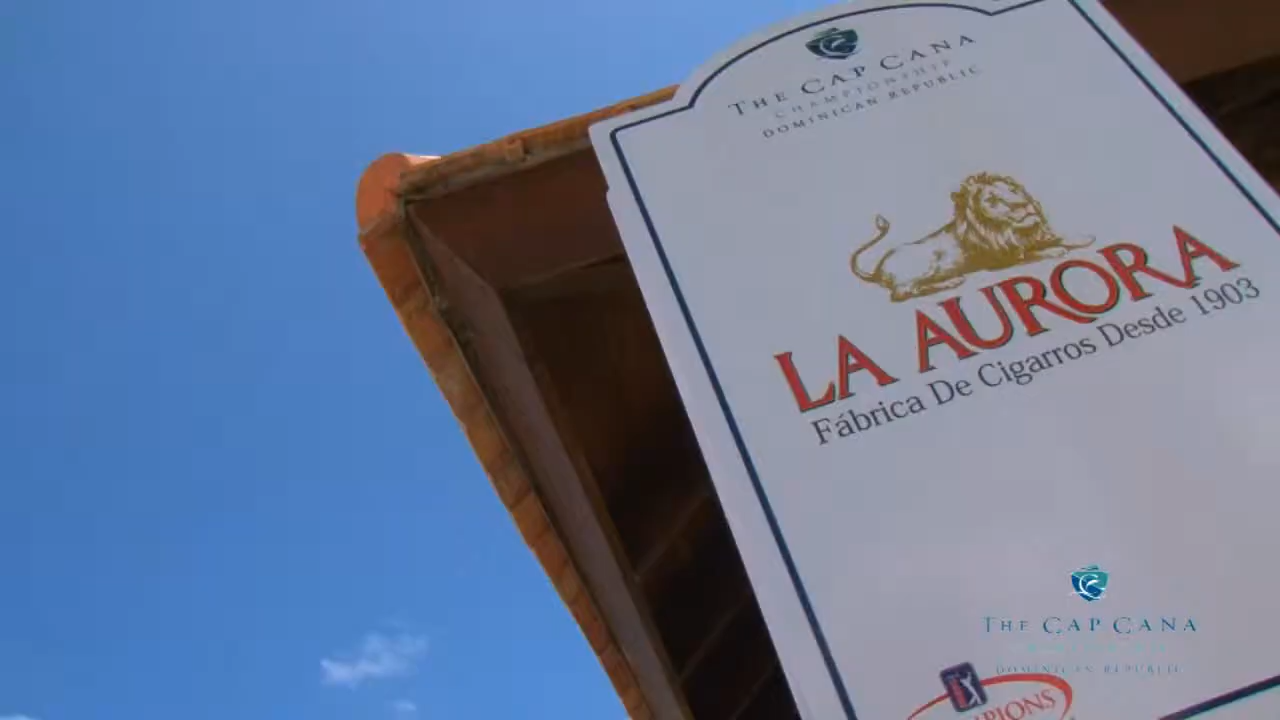 THE CAP CANA
CHAMPIONSHIP
DOMINICAN REPUBLIC
LA AURORA
Fábrica De Cigarros Desde 1903
THE CAP CANA
DOMINICAN REPUBLIC